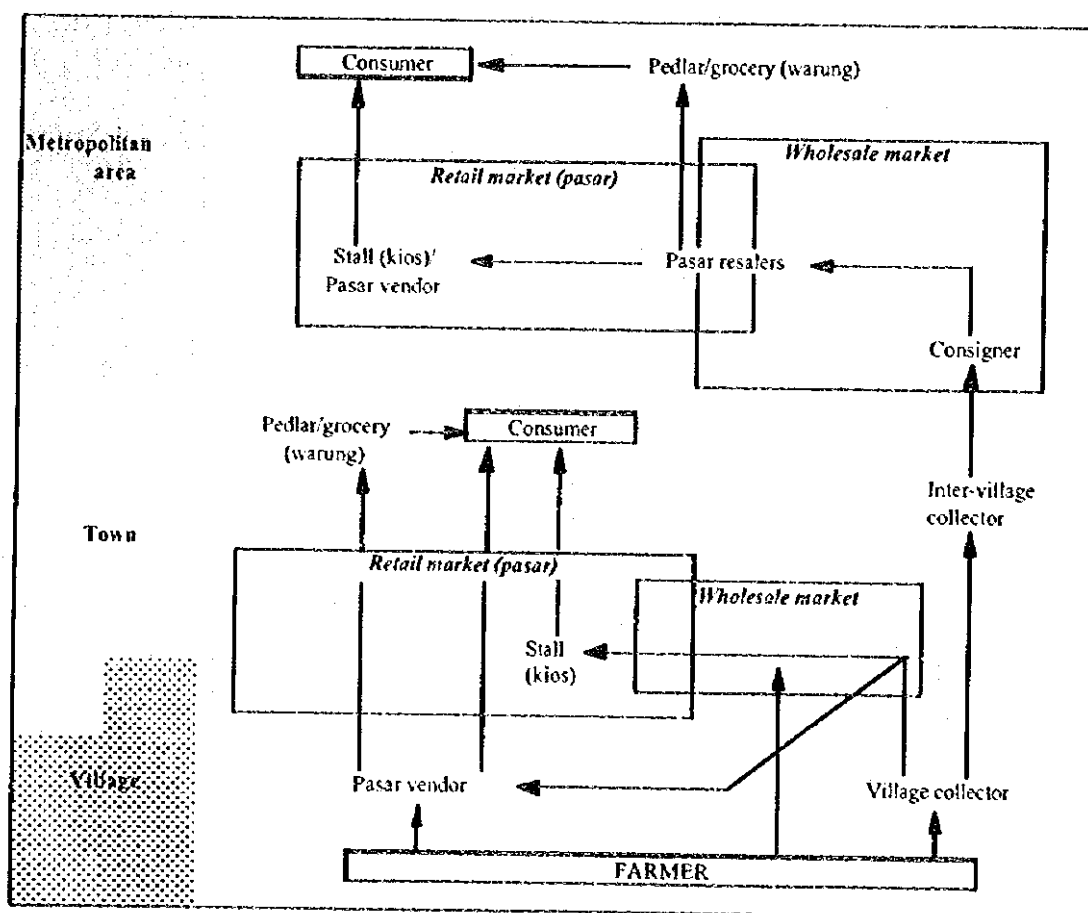 Consumer
Pedlar/grocery (warung)
Metropolitan
area
Wholesale market
Retail market (pasar)
Stall (kios)/
Pasar vendor
Pasar resalers
Consigner
Pedlar/grocery
(warung)
Consumer
Inter-village
collector
Town
Retail market (pasar)
Wholesale market
Stall
(kios)
Village
Pasar vendor
Village collector
FARMER